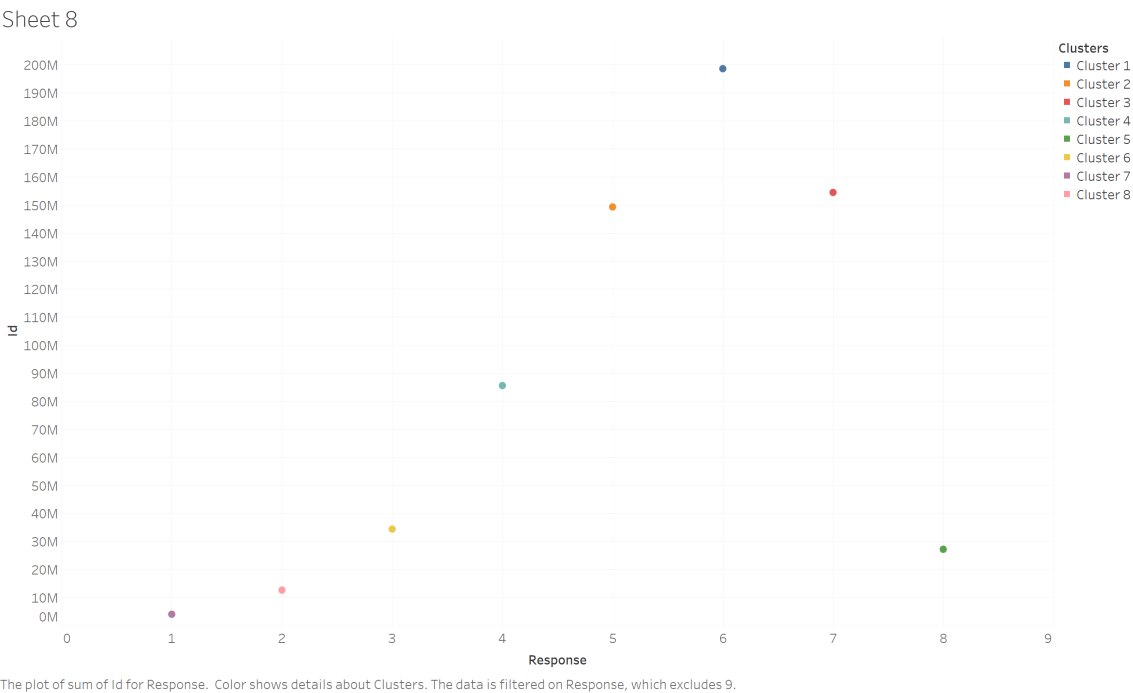 Sheet 8
Clusters
Cluster 1
Cluster 2
Cluster 3
Cluster 4
Cluster 5
Cluster 6
Cluster 7
Cluster 8
200M
190M
180M
170M
160M
150M
140M
130M
120M
110M
100M
90M
80M
70M
60M
50M
40M
30M
20M
10M
0M
Id
0 1 2 3 4 5 6 7 8 9
Response
The plot of sum of Id for Response.  Color shows details about Clusters. The data is filtered on Response, which excludes 9.